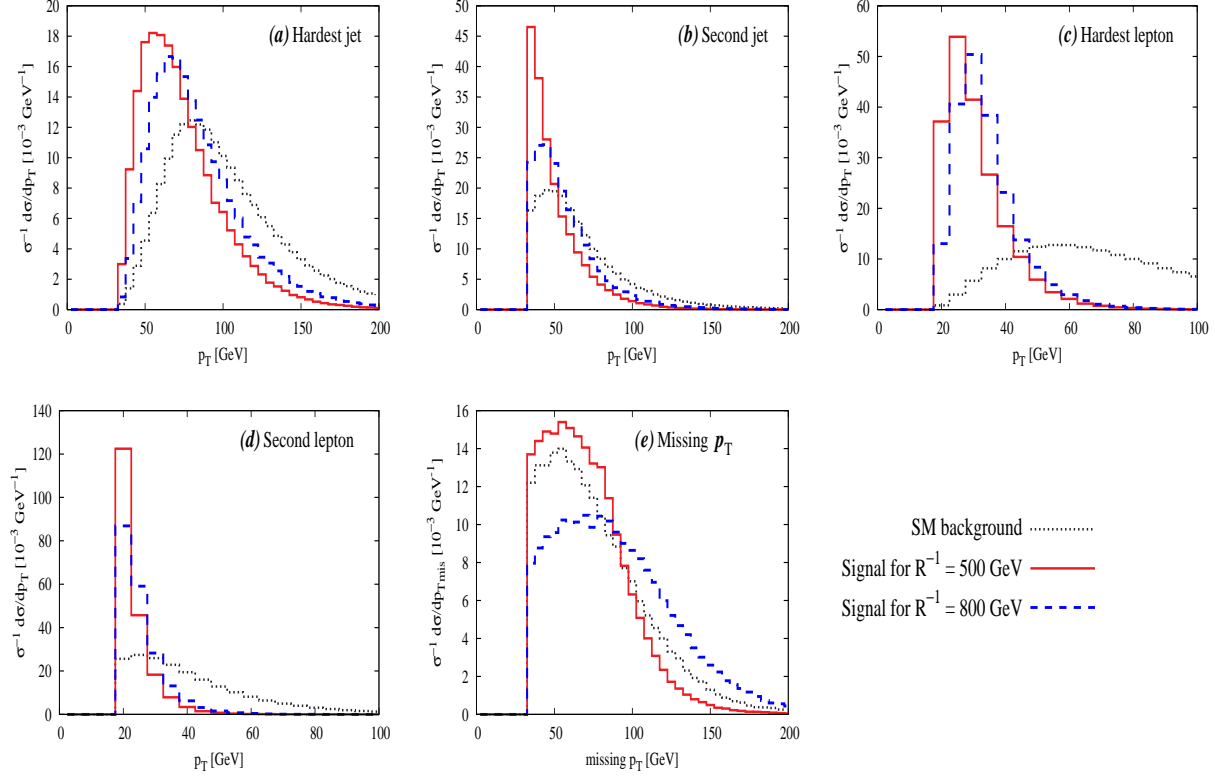 (a) Hardest jet
σ⁻¹ dσ/dp_T [10⁻³ GeV⁻¹]
18
16
14
12
10
8
6
4
2
0
20
0 50 100 150 200
p_T [GeV]
(b) Second jet
σ⁻¹ dσ/dp_T [10⁻³ GeV⁻¹]
50
45
40
35
30
25
20
15
10
5
0
0 50 100 150 200
p_T [GeV]
(c) Hardest lepton
σ⁻¹ dσ/dp_T [10⁻³ GeV⁻¹]
60
50
40
30
20
10
0
0 20 40 60 80 100
p_T [GeV]
(d) Second lepton
σ⁻¹ dσ/dp_T [10⁻³ GeV⁻¹]
140
120
100
80
60
40
20
0
0 20 40 60 80 100
p_T [GeV]
(e) Missing p_T
σ⁻¹ dσ/dp_T mis [10⁻³ GeV⁻¹]
16
14
12
10
8
6
4
2
0
0 50 100 150 200
missing p_T [GeV]
SM background
Signal for R⁻¹ = 500 GeV
Signal for R⁻¹ = 800 GeV